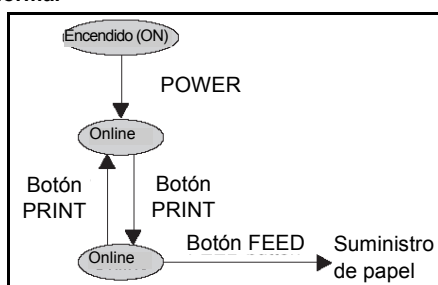 Encendido (ON)
POWER
Online
Botón
PRINT
Botón
PRINT
Online
Botón FEED
Suministro
de papel